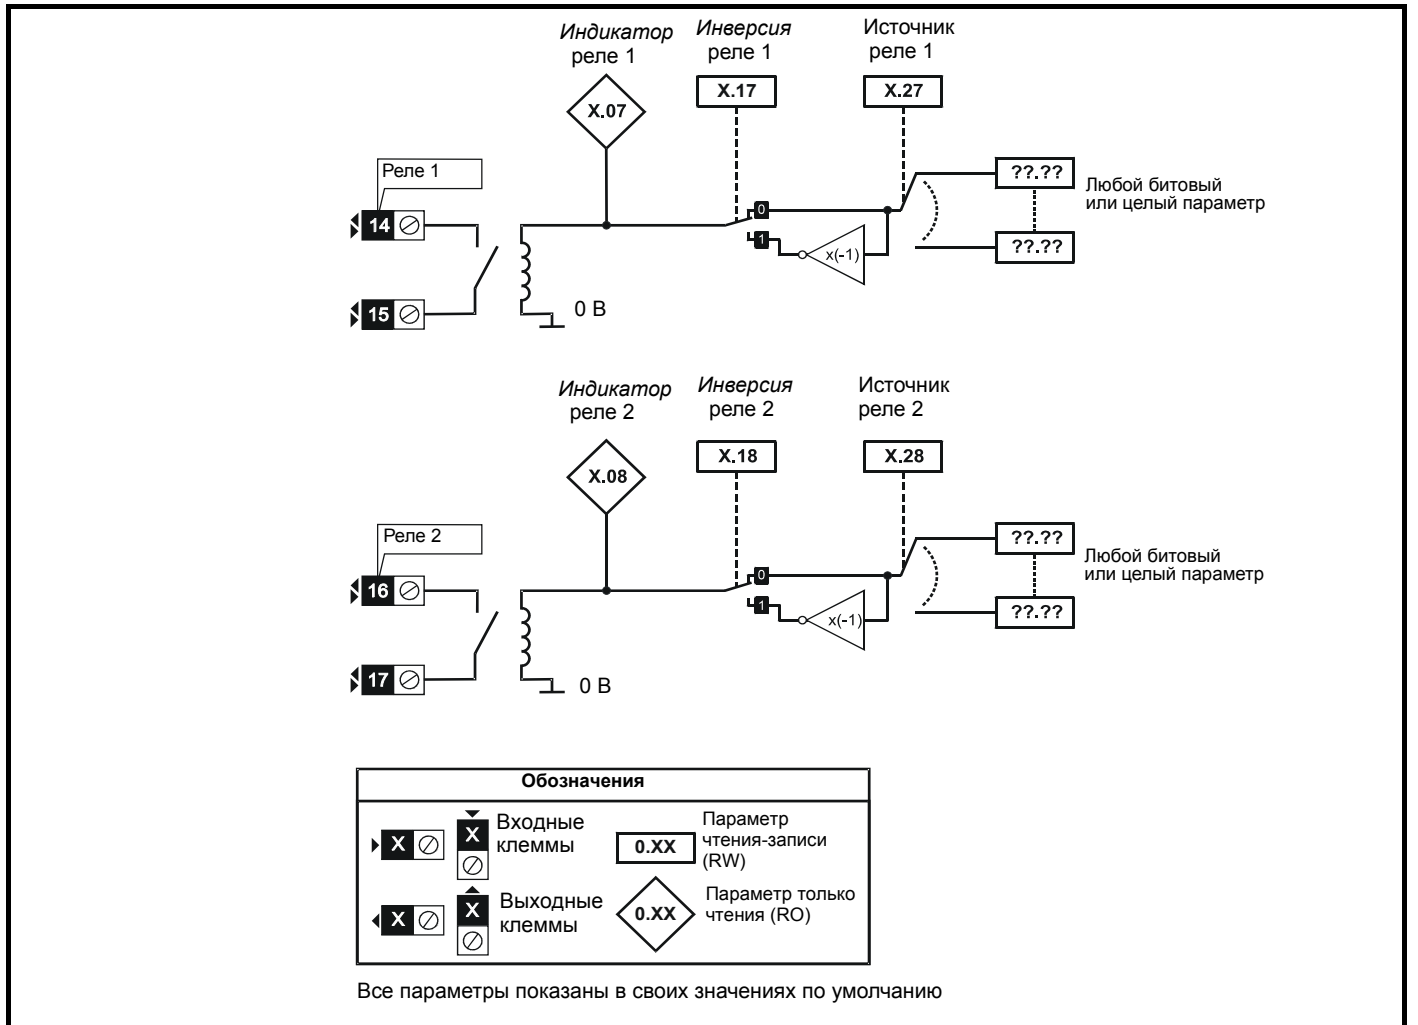 Индикатор
реле 1
Инверсия
реле 1
Источник
реле 1
X.07
X.17
X.27
Реле 1
14
15
0 В
0
1
x(-1)
??.??
??.??
Любой битовый
или целый параметр
Индикатор
реле 2
Инверсия
реле 2
Источник
реле 2
X.08
X.18
X.28
Реле 2
16
17
0 В
0
1
x(-1)
??.??
??.??
Любой битовый
или целый параметр
Обозначения
X
X
Входные
клеммы
0.XX
Параметр
чтения-записи
(RW)
X
X
Выходные
клеммы
0.XX
Параметр только
чтения (RO)
Все параметры показаны в своих значениях по умолчанию